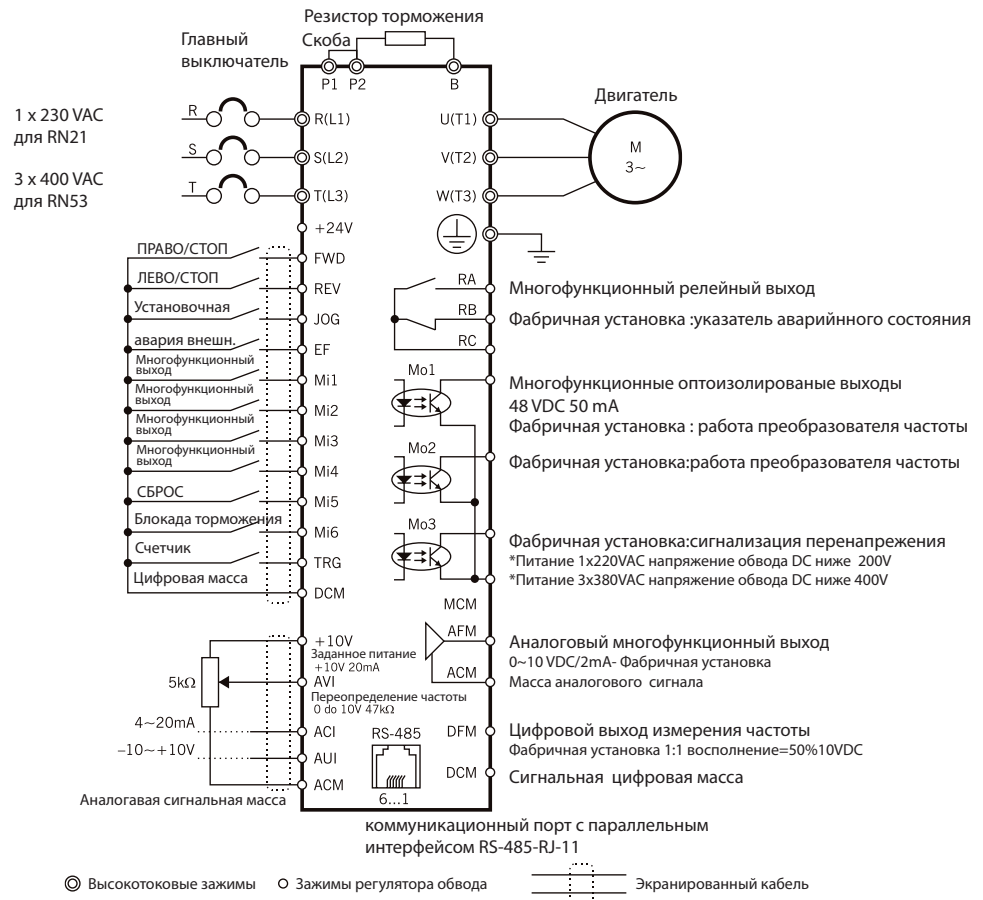 Резистор торможения
Главный
выключатель
Скоба
P1 P2
B
Двигатель
1 x 230 VAC
для RN21
3 x 400 VAC
для RN53
R
R(L1)
U(T1)
S
S(L2)
V(T2)
M
3~
T
T(L3)
W(T3)
+24V
ПРАВО/СТОП
FWD
ЛЕВО/СТОП
REV
Установочная
JOG
авария внешн.
EF
Многофункционный
выход
Mi1
Многофункционный
выход
Mi2
Многофункционный
выход
Mi3
Многофункционный
выход
Mi4
СБРОС
Mi5
Блокада торможения
Mi6
Счетчик
TRG
Цифровая масса
DCM
RA
Многофункционный релейный выход
RB
Фабричная установка :указатель аварийнного состояния
RC
Mo1
Многофункционные оптоизолированые выходы
48 VDC 50 mA
Фабричная установка : работа преобразователя частоты
Mo2
Фабричная установка:работа преобразователя частоты
Mo3
Фабричная установка:сигнализация перенапрежения
*Питание 1x220VAC напряжение обвода DC ниже 200V
*Питание 3x380VAC напряжение обвода DC ниже 400V
MCM
+10V
Заданное питание
+10V 20mA
5kΩ
AVI
Переопределение частоты
0 do 10V 47kΩ
4~20mA
ACI
–10~+10V
AUI
ACM
Аналогавая сигнальная масса
AFM
Аналоговый многофункционный выход
0~10 VDC/2mA- Фабричная установка
ACM
Масса аналогового сигнала
RS-485
6...1
DFM
Цифровой выход измерения частоты
Фабричная установка 1:1 восполнение=50%10VDC
DCM
Сигнальная цифровая масса
коммуникационный порт с параллельным
интерфейсом RS-485-RJ-11
Высокотоковые зажимы
Зажимы регулятора обвода
Экранированный кабель